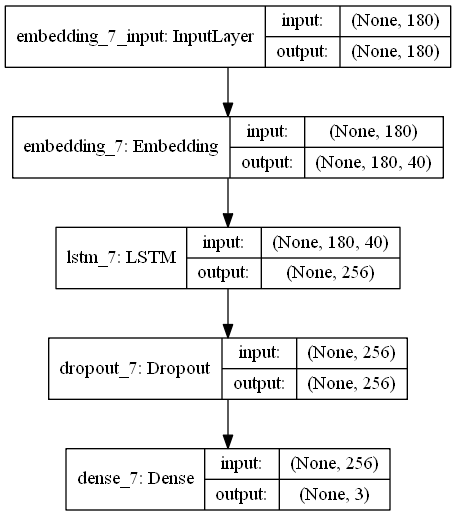 embedding_7_input: InputLayer
input: (None, 180)
output: (None, 180)
embedding_7: Embedding
input: (None, 180)
output: (None, 180, 40)
lstm_7: LSTM
input: (None, 180, 40)
output: (None, 256)
dropout_7: Dropout
input: (None, 256)
output: (None, 256)
dense_7: Dense
input: (None, 256)
output: (None, 3)